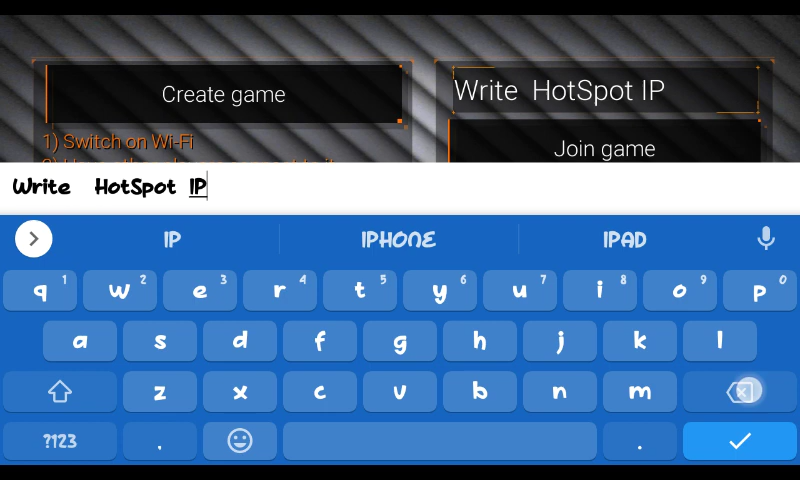 Create game
1) Switch on Wi-Fi
Write HotSpot IP
Join game
Write HotSpot IP
IP IPHONE IPAD
q 1 w 2 e 3 r 4 t 5 y 6 u 7 i 8 o 9 p 0
a s d f g h j k l
z x c v b n m
?123 , .